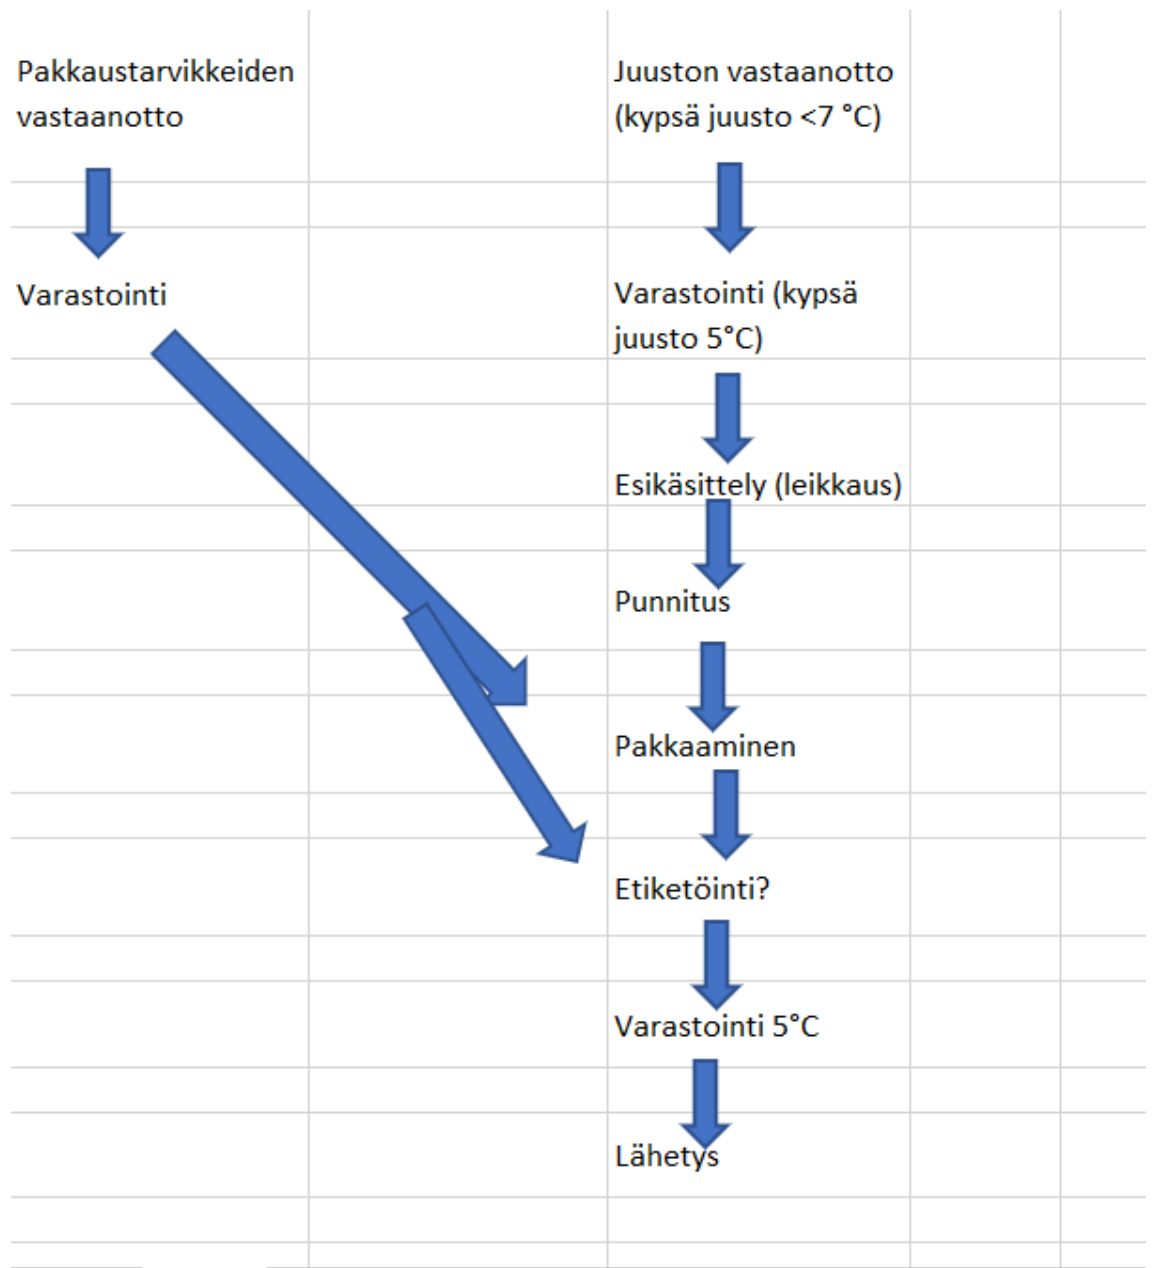 Pakkaustarvikkeiden
vastaanotto
Varastointi
Juuston vastaanotto
(kypsä juusto <7 °C)
Varastointi (kypsä
juusto 5°C)
Esikäsittely (leikkaus)
Punnitus
Pakkaaminen
Etiketöinti?
Varastointi 5°C
Lähetys